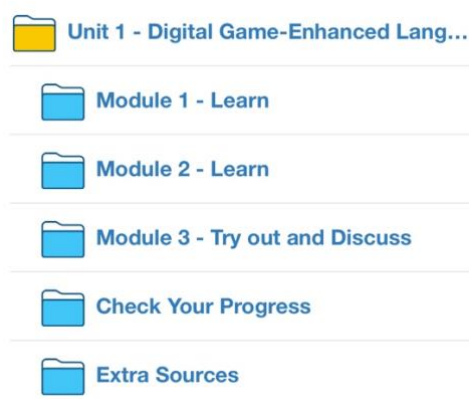 Unit 1 - Digital Game-Enhanced Lang...
Module 1 - Learn
Module 2 - Learn
Module 3 - Try out and Discuss
Check Your Progress
Extra Sources